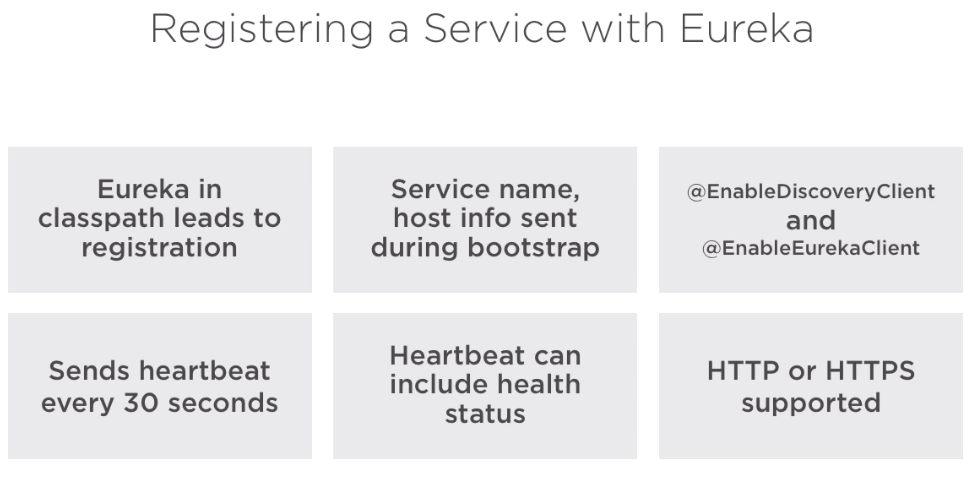 Registering a Service with Eureka
Eureka in
classpath leads to
registration
Service name,
host info sent
during bootstrap
@EnableDiscoveryClient
and
@EnableEurekaClient
Sends heartbeat
every 30 seconds
Heartbeat can
include health
status
HTTP or HTTPS
supported